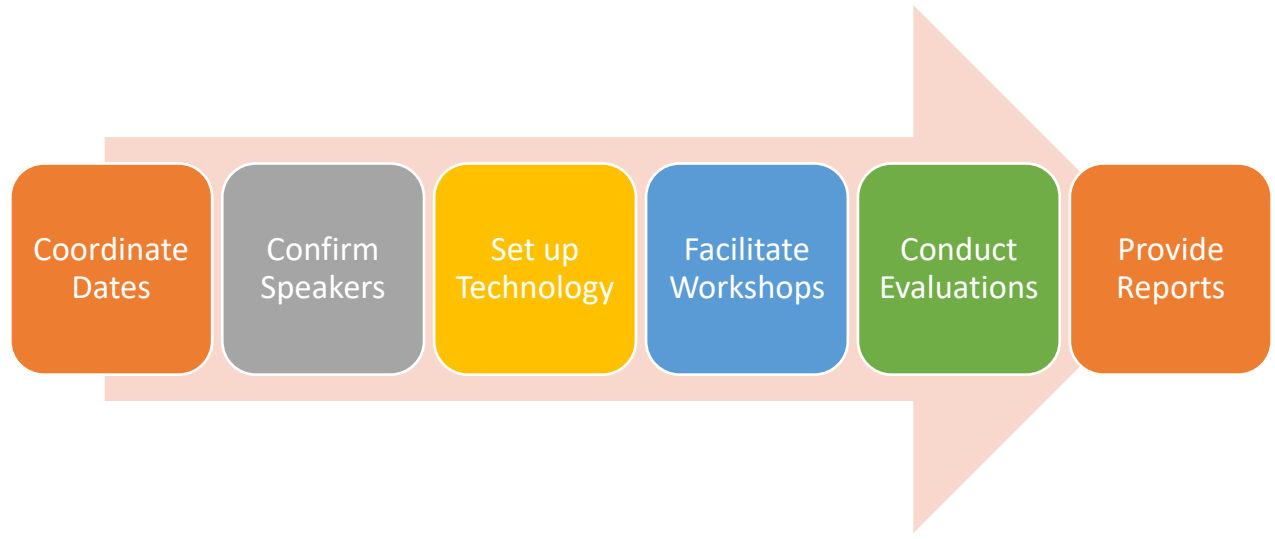 Coordinate
Dates
Confirm
Speakers
Set up
Technology
Facilitate
Workshops
Conduct
Evaluations
Provide
Reports